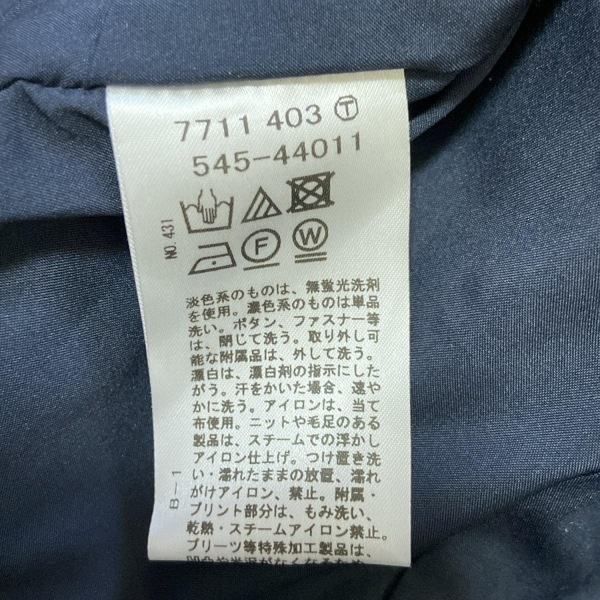 7711 403 Ⓣ
545-44011
NO.431
F W
淡色系のものは、無蛍光洗剤
を使用。濃色系のものは単品
洗い。ボタン、ファスナー等
は、閉じて洗う。取り外し可
能な附属品は、外して洗う。
漂白は、漂白剤の指示にした
がう。汗をかいた場合、速や
かに洗う。アイロンは、当て
布使用。ニットや毛足のある
製品は、スチームでの浮かし
アイロン仕上げ。つけ置き洗
い・濡れたままの放置、濡れ
がけアイロン、禁止。附属・
プリント部分は、もみ洗い、
乾熱・スチームアイロン禁止。
プリーツ等特殊加工製品は、
B-1